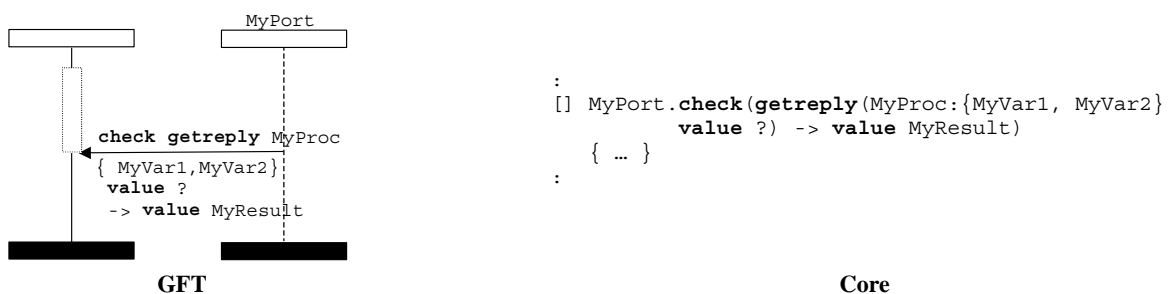 MyPort
check getreply MyProc
{ MyVar1,MyVar2}
value ?
-> value MyResult
GFT
:
[] MyPort.check(getreply(MyProc:{MyVar1, MyVar2}
value ?) -> value MyResult)
{ … }
:
Core